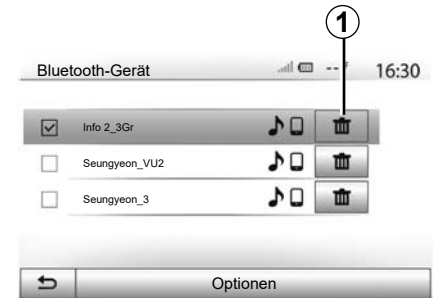 1
Bluetooth-Gerät -- 16:30
Info 2_3Gr
Seungyeon_VU2
Seungyeon_3
Optionen